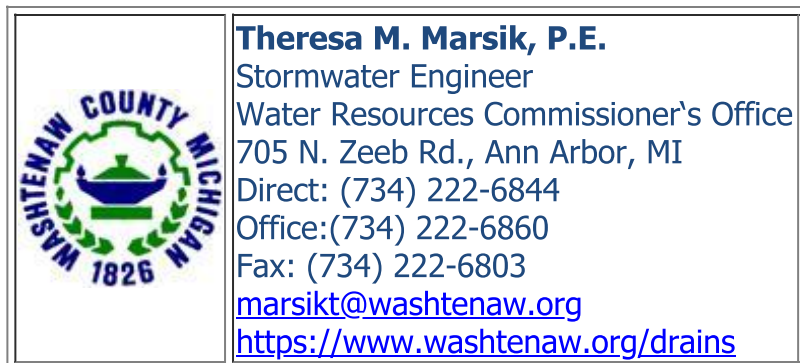 WASHTENAW COUNTY MICHIGAN
1826
Theresa M. Marsik, P.E.
Stormwater Engineer
Water Resources Commissioner‘s Office
705 N. Zeeb Rd., Ann Arbor, MI
Direct: (734) 222-6844
Office:(734) 222-6860
Fax: (734) 222-6803
marsikt@washtenaw.org
https://www.washtenaw.org/drains